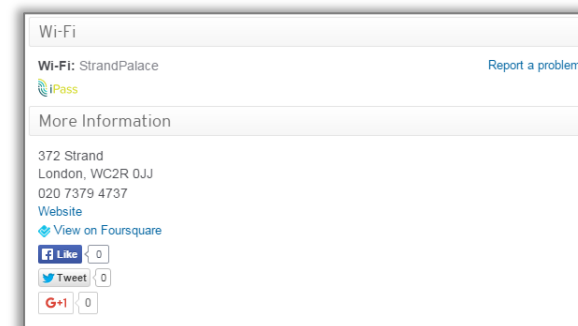 Wi-Fi
Wi-Fi: StrandPalace Report a problem
iPass
More Information
372 Strand
London, WC2R 0JJ
020 7379 4737
Website
View on Foursquare
Like 0
Tweet 0
G+1 0